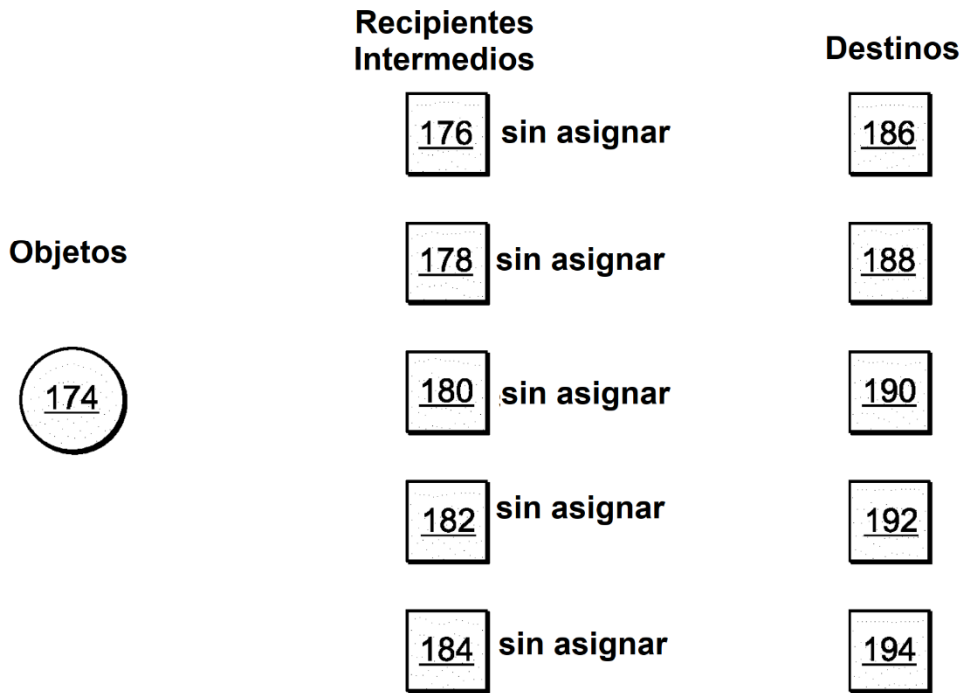 Recipientes
Intermedios
Destinos
176 sin asignar
186
Objetos
178 sin asignar
188
174
180 sin asignar
190
182 sin asignar
192
184 sin asignar
194